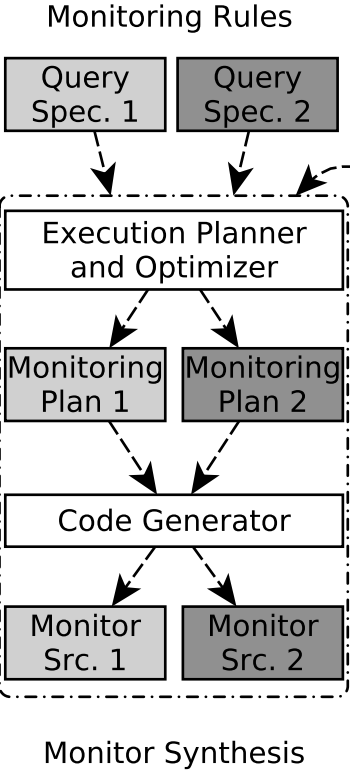 Monitoring Rules
Query
Spec. 1
Query
Spec. 2
Execution Planner
and Optimizer
Monitoring
Plan 1
Monitoring
Plan 2
Code Generator
Monitor
Src. 1
Monitor
Src. 2
Monitor Synthesis